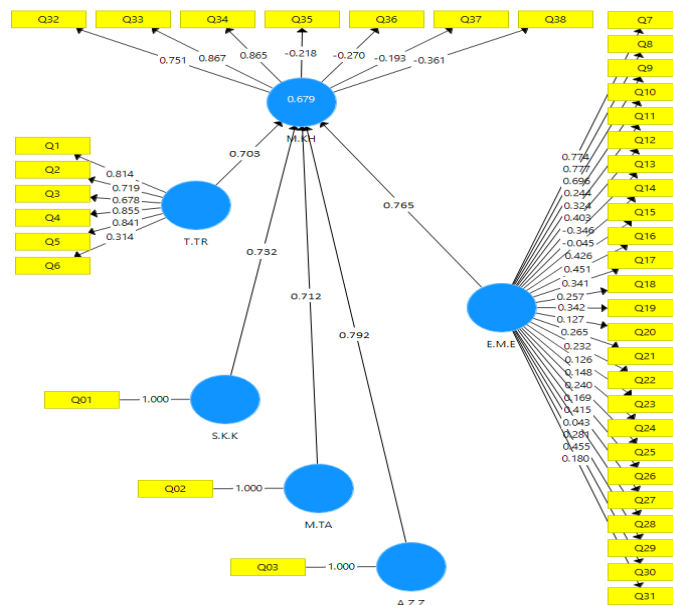 Q32 Q33 Q34 Q35 Q36 Q37 Q38
0.751 0.867 0.865 -0.218 -0.270 -0.193 -0.361
0.679
M.KH
Q1
Q2
Q3
Q4
Q5
Q6
0.814
0.719
0.678
0.855
0.841
0.314
T.TR
0.703
0.732
0.712
0.792
0.765
Q01 1.000
S.K.K
Q02 1.000
M.TA
Q03 1.000
A.Z.Z
E.M.E
0.774
0.777
0.696
0.244
0.324
0.403
-0.346
-0.045
0.426
0.451
0.341
0.257
0.342
0.127
0.265
0.232
0.126
0.148
0.240
0.169
0.415
0.043
0.281
0.455
0.180
Q7
Q8
Q9
Q10
Q11
Q12
Q13
Q14
Q15
Q16
Q17
Q18
Q19
Q20
Q21
Q22
Q23
Q24
Q25
Q26
Q27
Q28
Q29
Q30
Q31